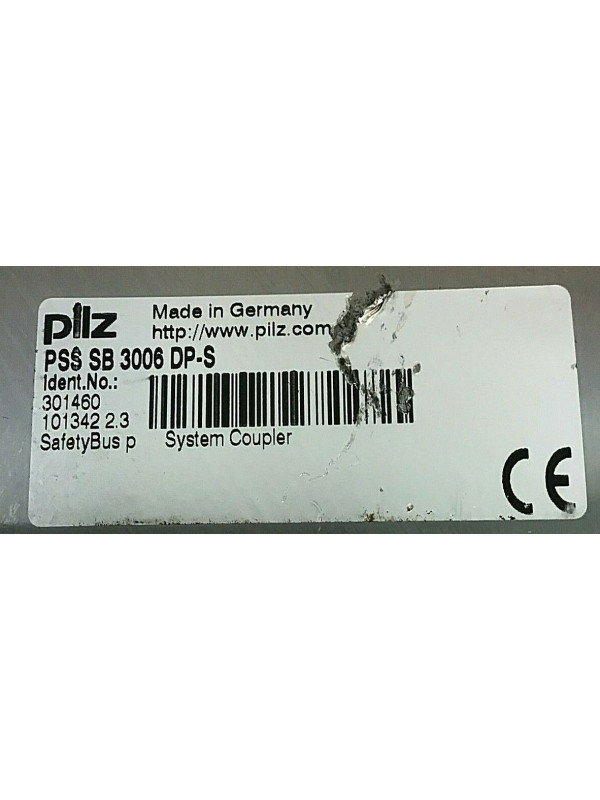 pilz
Made in Germany
http://www.pilz.com
PSS SB 3006 DP-S
Ident.No.:
301460
101342 2.3
SafetyBus p System Coupler
CE